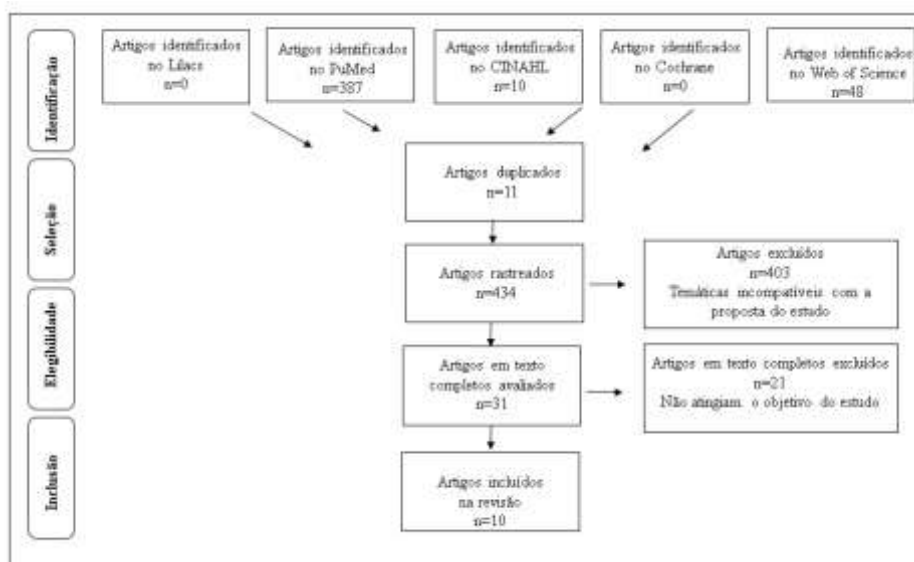 Identificação
Artigos identificados
no Lilacs
n=0
Artigos identificados
no PuMed
n=387
Artigos identificados
no CINAHL
n=10
Artigos identificados
no Cochrane
n=0
Artigos identificados
no Web of Science
n=48
Seleção
Artigos duplicados
n=11
Artigos rastreados
n=434
Artigos excluídos
n=403
Temáticas incompatíveis com a
proposta do estudo
Elegibilidade
Artigos em texto
completos avaliados
n=31
Artigos em texto completos excluídos
n=21
Não atingiam o objetivo do estudo
Inclusão
Artigos incluídos
na revisão
n=10